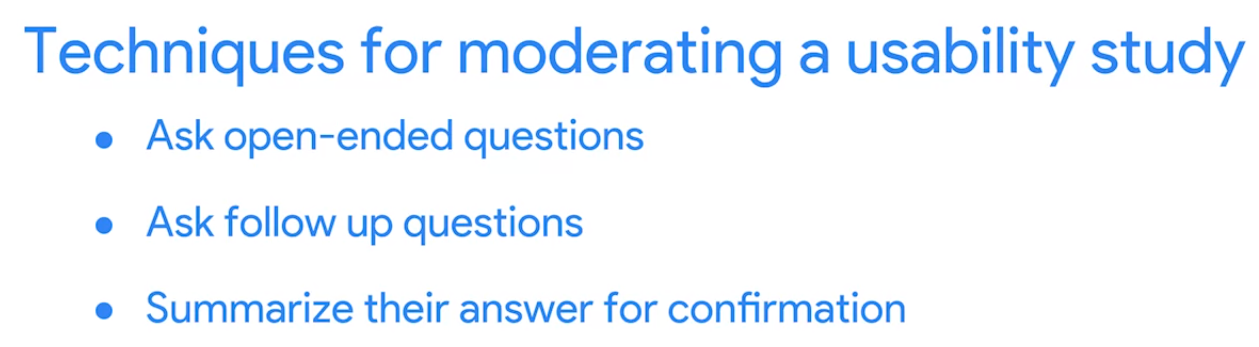 Techniques for moderating a usability study
● Ask open-ended questions
● Ask follow up questions
● Summarize their answer for confirmation